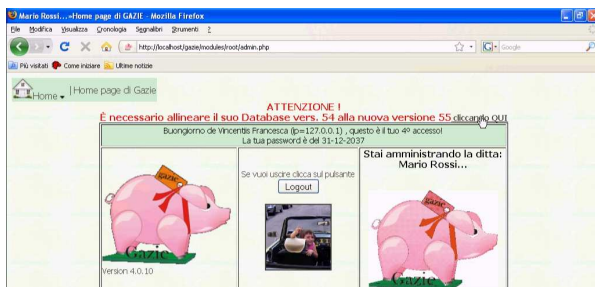 Mario Rossi...»Home page di GAZIE - Mozilla Firefox
File Modifica Visualizza Cronologia Segnalibri Strumenti ?
http://localhost/gazie/modules/root/admin.php
Google
Più visitati Come iniziare Ultime notizie
Home | Home page di Gazie
ATTENZIONE !
È necessario allineare il suo Database vers. 54 alla nuova versione 55 cliccando QUI
Buongiorno de Vincentiis Francesca (ip=127.0.0.1) , questo è il tuo 4º accesso!
La tua password è del 31-12-2037
gazie
Gazie
Version 4.0.10
Se vuoi uscire clicca sul pulsante
Logout
Stai amministrando la ditta:
Mario Rossi...
gazie
Gazie